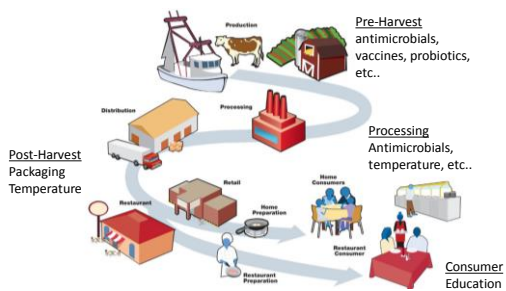 Production
Pre-Harvest
antimicrobials,
vaccines, probiotics,
etc..
Distribution
Processing
Processing
Antimicrobials,
temperature, etc..
Post-Harvest
Packaging
Temperature
Retail
Home
Consumers
Restaurant
Home
Preparation
Restaurant
Consumer
Restaurant
Preparation
Consumer
Education